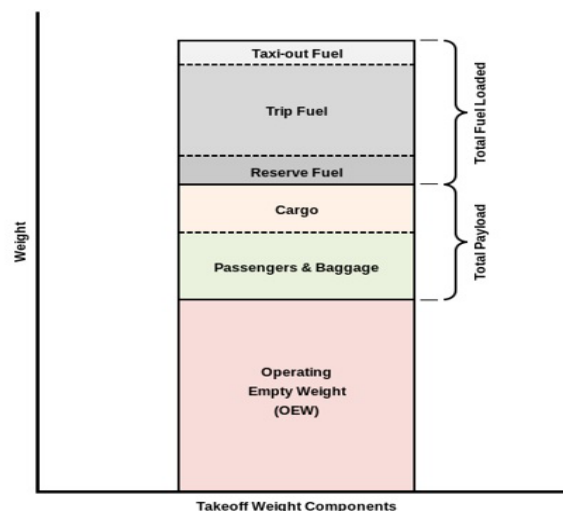 Taxi-out Fuel
Trip Fuel
Reserve Fuel
Total Fuel Loaded
Cargo
Passengers & Baggage
Total Payload
Weight
Operating
Empty Weight
(OEW)
Takeoff Weight Components